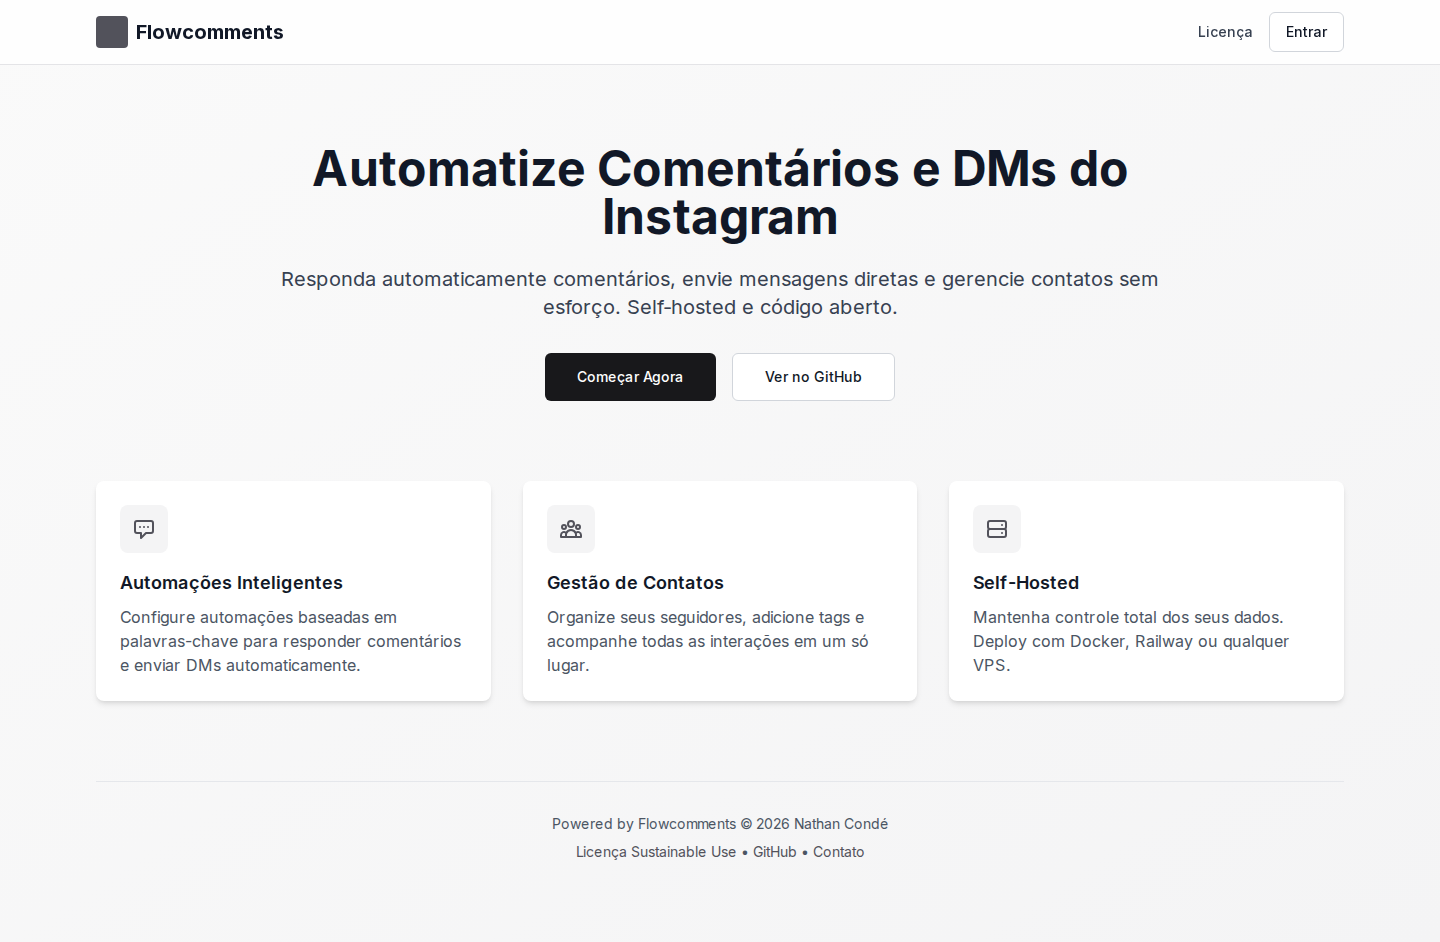 Flowcomments
Licença
Entrar
Automatize Comentários e DMs do
Instagram
Responda automaticamente comentários, envie mensagens diretas e gerencie contatos sem
esforço. Self-hosted e código aberto.
Começar Agora
Ver no GitHub
Automações Inteligentes
Configure automações baseadas em
palavras-chave para responder comentários
e enviar DMs automaticamente.
Gestão de Contatos
Organize seus seguidores, adicione tags e
acompanhe todas as interações em um só
lugar.
Self-Hosted
Mantenha controle total dos seus dados.
Deploy com Docker, Railway ou qualquer
VPS.
Powered by Flowcomments © 2026 Nathan Condé
Licença Sustainable Use • GitHub • Contato